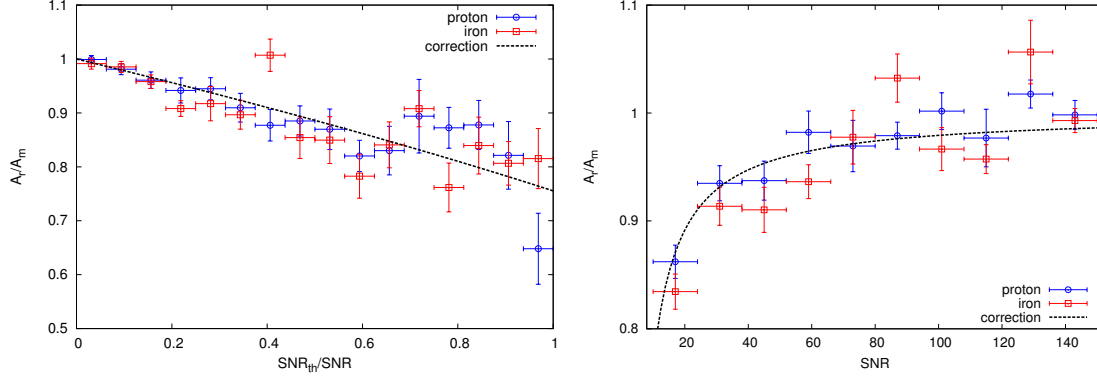 1.1
1
0.9
0.8
0.7
0.6
0.5
0 0.2 0.4 0.6 0.8 1
A_r/A_m
SNR_th/SNR
proton
iron
correction
1.1
1
0.9
0.8
20 40 60 80 100 120 140
A_r/A_m
SNR
proton
iron
correction